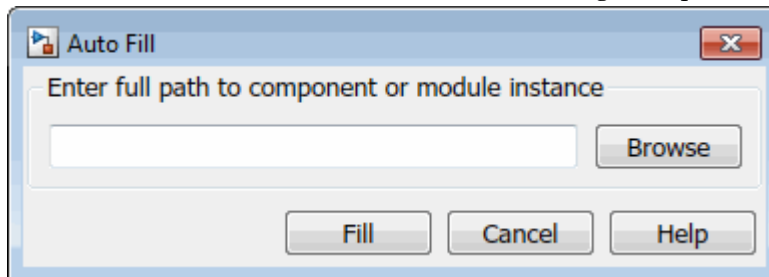 Auto Fill
Enter full path to component or module instance
Browse
Fill Cancel Help